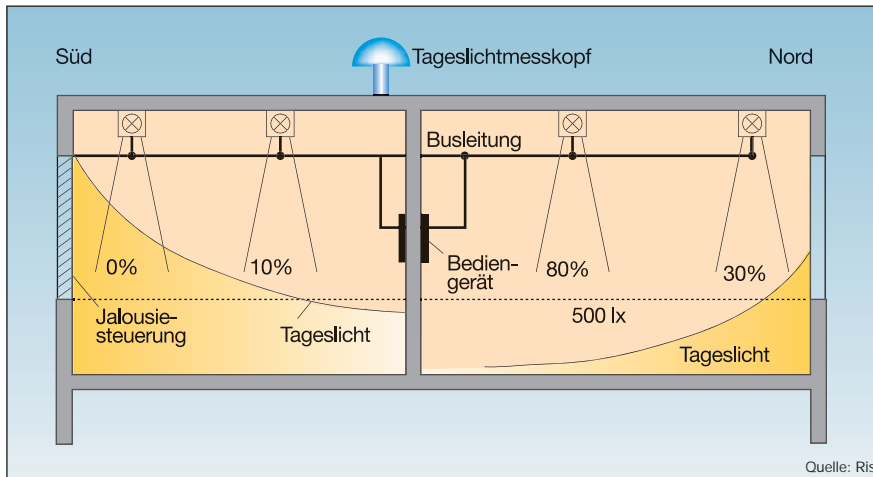 Süd
Tageslichtmesskopf
Nord
Busleitung
0%
10%
Bedien-
gerät
80%
30%
Jalousie-
steuerung
Tageslicht
500 lx
Tageslicht
Quelle: Ris